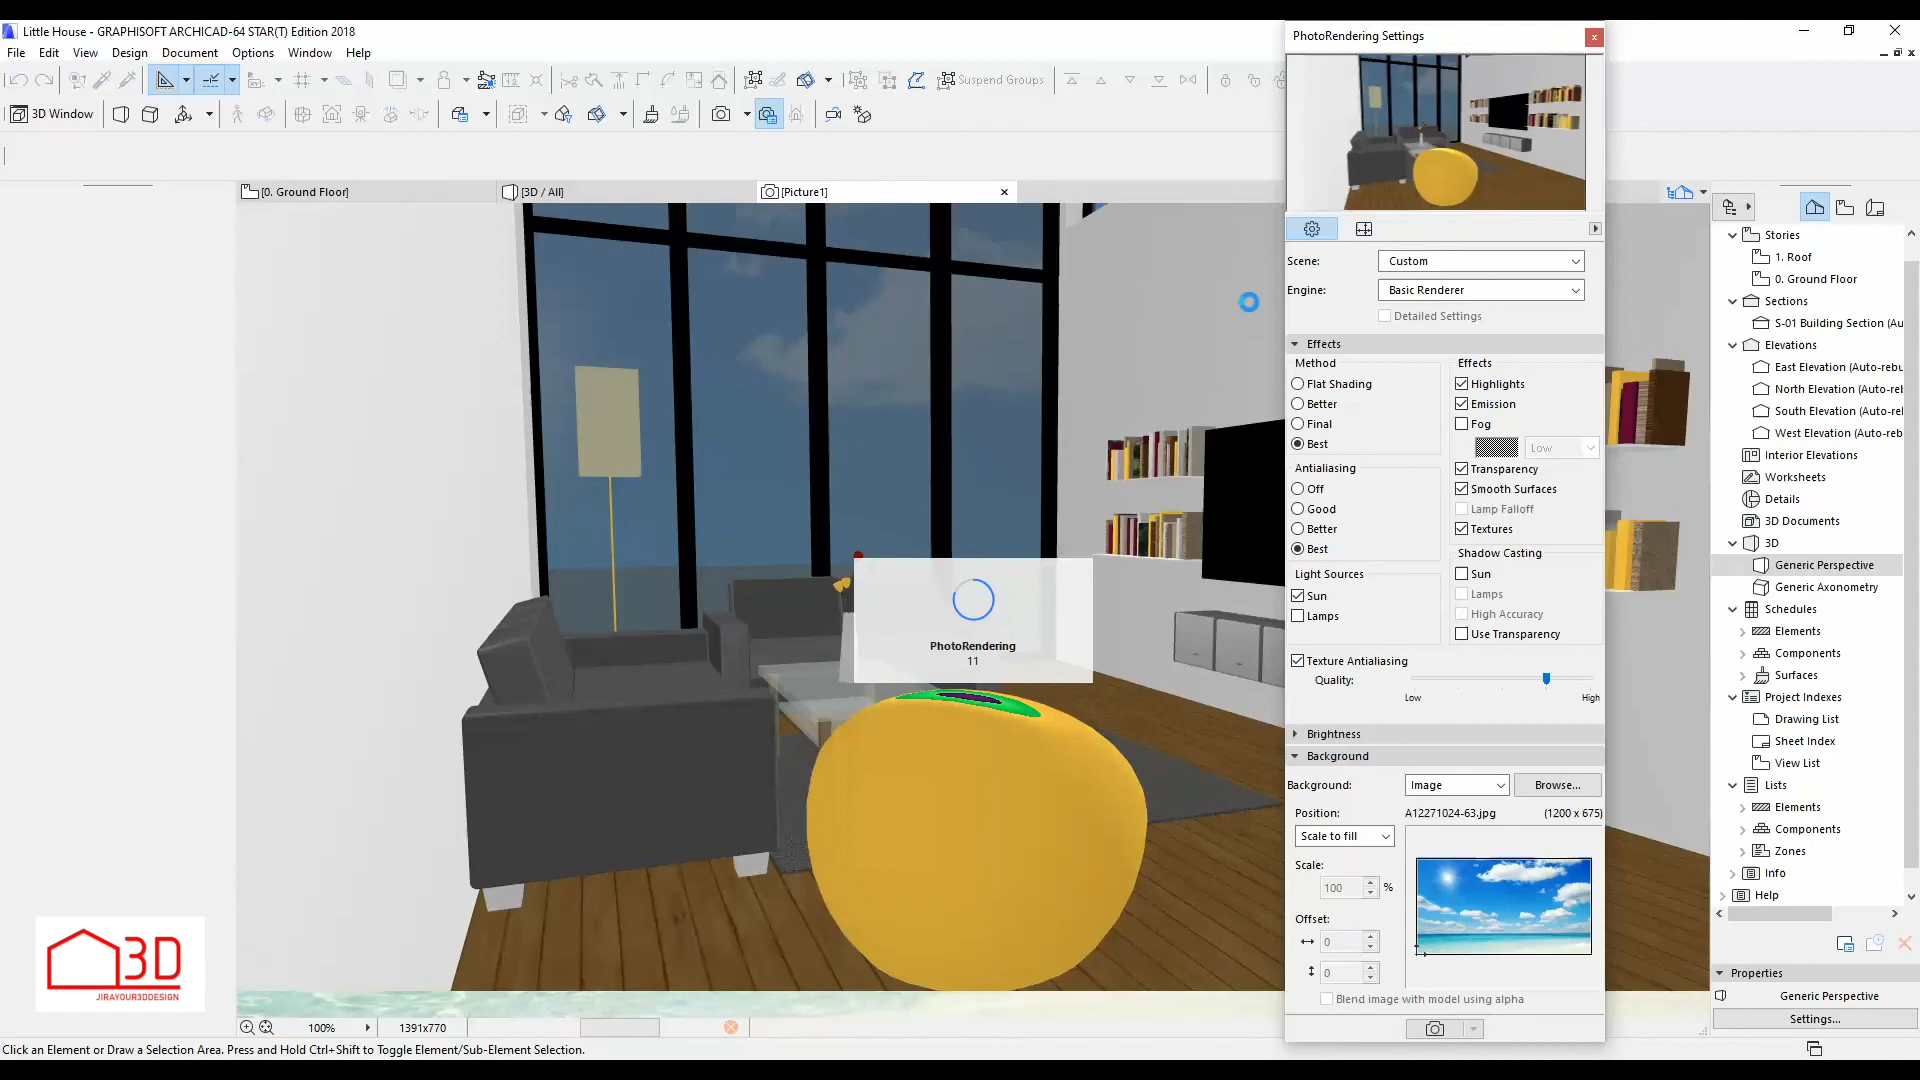 Little House - GRAPHISOFT ARCHICAD-64 STAR(T) Edition 2018
File Edit View Design Document Options Window Help
Suspend Groups
3D Window
[0. Ground Floor] [3D / All] [Picture1]
PhotoRendering
11
3D
JIRAYOUR3DDESIGN
100% 1391x770
Click an Element or Draw a Selection Area. Press and Hold Ctrl+Shift to Toggle Element/Sub-Element Selection.
PhotoRendering Settings
Scene: Custom
Engine: Basic Renderer
Detailed Settings
Effects
Method
Flat Shading
Better
Final
Best
Antialiasing
Off
Good
Better
Best
Light Sources
Sun
Lamps
Effects
Highlights
Emission
Fog
Low
Transparency
Smooth Surfaces
Lamp Falloff
Textures
Shadow Casting
Sun
Lamps
High Accuracy
Use Transparency
Texture Antialiasing
Quality:
Low High
Brightness
Background
Background: Image Browse...
Position: A12271024-63.jpg (1200 x 675)
Scale to fill
Scale:
100 %
Offset:
0
0
Blend image with model using alpha
Stories
1. Roof
0. Ground Floor
Sections
S-01 Building Section (Au
Elevations
East Elevation (Auto-rebu
North Elevation (Auto-rel
South Elevation (Auto-rel
West Elevation (Auto-reb
Interior Elevations
Worksheets
Details
3D Documents
3D
Generic Perspective
Generic Axonometry
Schedules
Elements
Components
Surfaces
Project Indexes
Drawing List
Sheet Index
View List
Lists
Elements
Components
Zones
Info
Help
Properties
Generic Perspective
Settings...